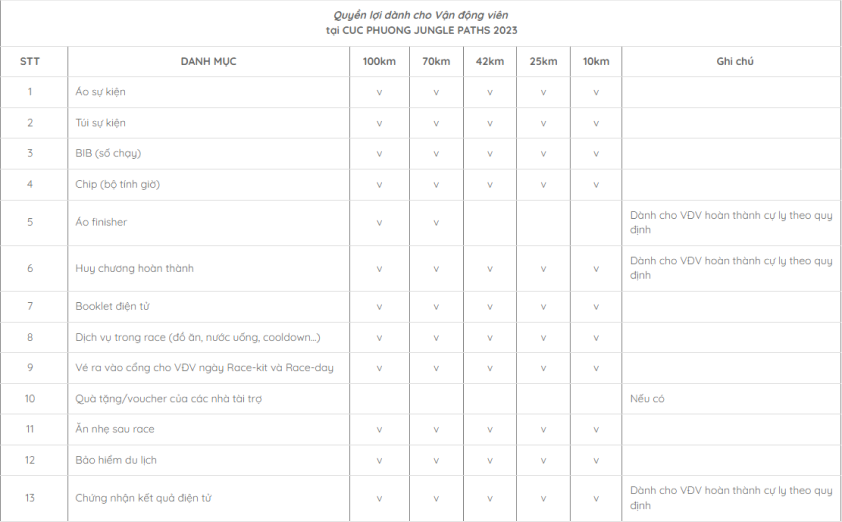 Quyền lợi dành cho Vận động viên
tại CUC PHUONG JUNGLE PATHS 2023
STT DANH MỤC 100km 70km 42km 25km 10km Ghi chú
1 Áo sự kiện v v v v v
2 Túi sự kiện v v v v v
3 BIB (số chạy) v v v v v
4 Chip (bộ tính giờ) v v v v v
5 Áo finisher v v Dành cho VĐV hoàn thành cự ly theo quy
định
6 Huy chương hoàn thành v v v v v Dành cho VĐV hoàn thành cự ly theo quy
định
7 Booklet điện tử v v v v v
8 Dịch vụ trong race (đồ ăn, nước uống, cooldown...) v v v v v
9 Vé ra vào cổng cho VĐV ngày Race-kit và Race-day v v v v v
10 Quà tặng/voucher của các nhà tài trợ Nếu có
11 Ăn nhẹ sau race v v v v v
12 Bảo hiểm du lịch v v v v v
13 Chứng nhận kết quả điện tử v v v v v Dành cho VĐV hoàn thành cự ly theo quy
định